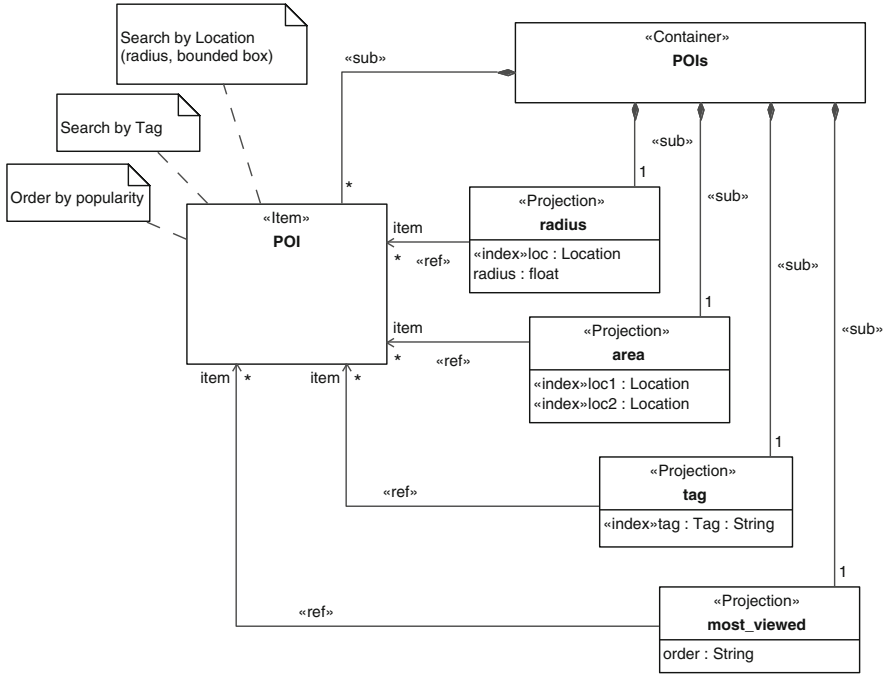 Search by Location
(radius, bounded box)
Search by Tag
Order by popularity
«Container»
POIs
«sub»
*
«sub»
1
«sub»
1
«sub»
1
«sub»
1
«Item»
POI
«Projection»
radius
«index»loc : Location
radius : float
item
* «ref»
«Projection»
area
«index»loc1 : Location
«index»loc2 : Location
item
*
«ref»
item *
item *
«Projection»
tag
«index»tag : Tag : String
«ref»
«Projection»
most_viewed
order : String
«ref»